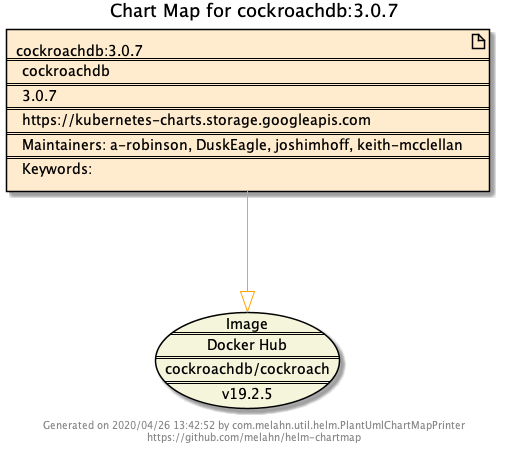 Chart Map for cockroachdb:3.0.7
cockroachdb:3.0.7
cockroachdb
3.0.7
https://kubernetes-charts.storage.googleapis.com
Maintainers: a-robinson, DuskEagle, joshimhoff, keith-mcclellan
Keywords:
Image
Docker Hub
cockroachdb/cockroach
v19.2.5
Generated on 2020/04/26 13:42:52 by com.melahn.util.helm.PlantUmlChartMapPrinter
https://github.com/melahn/helm-chartmap